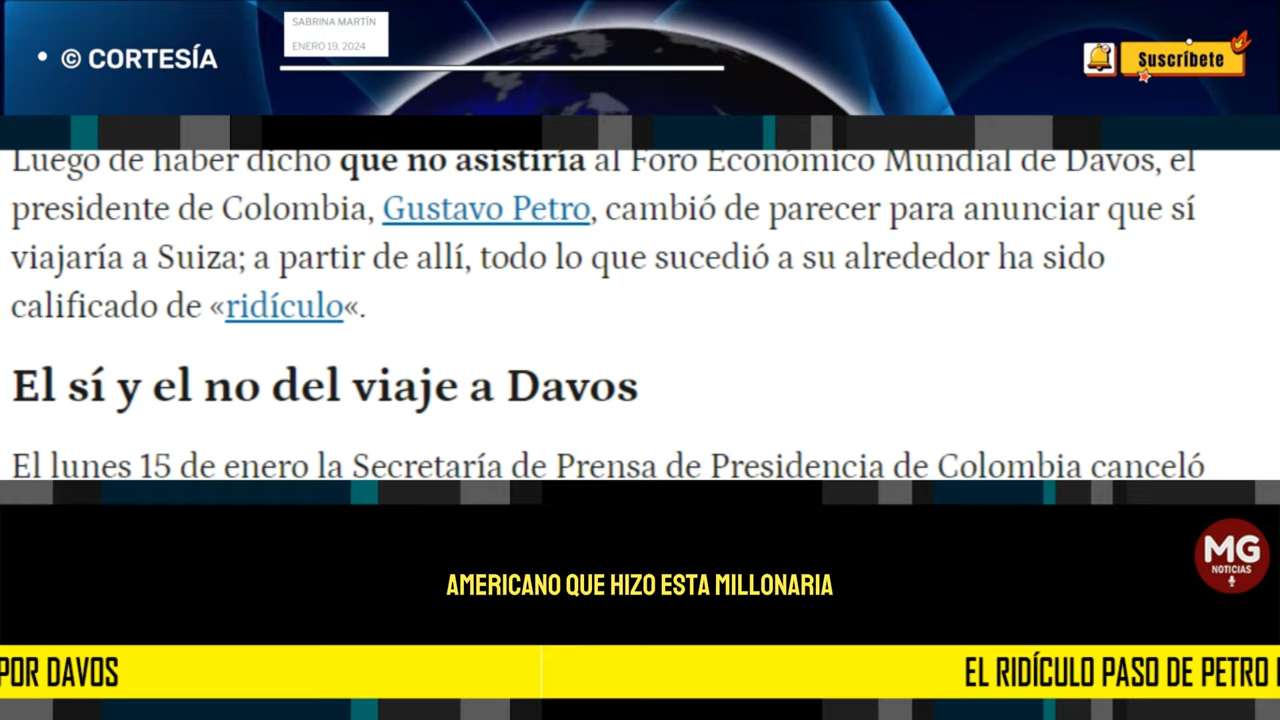 SABRINA MARTÍN
ENERO 19, 2024
• © CORTESÍA
Suscríbete
Luego de haber dicho que no asistiría al Foro Económico Mundial de Davos, el
presidente de Colombia, Gustavo Petro, cambió de parecer para anunciar que sí
viajaría a Suiza; a partir de allí, todo lo que sucedió a su alrededor ha sido
calificado de «ridículo«.
El sí y el no del viaje a Davos
El lunes 15 de enero la Secretaría de Prensa de Presidencia de Colombia canceló
MG
NOTICIAS
AMERICANO QUE HIZO ESTA MILLONARIA
POR DAVOS
EL RIDÍCULO PASO DE PETRO